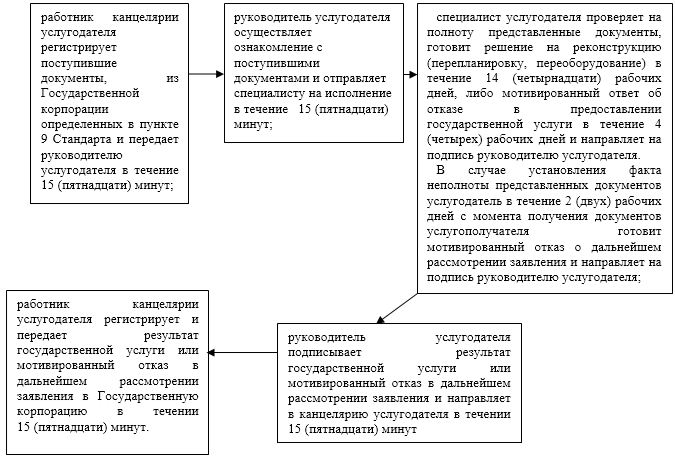 работник канцелярии
услугодателя
регистрирует
поступившие
документы, из
Государственной
корпорации
определенных в пункте
9 Стандарта и передает
руководителю
услугодателя в течение
15 (пятнадцати) минут;
руководитель услугодателя
осуществляет
ознакомление с
поступившими
документами и отправляет
специалисту на исполнение
в течение 15 (пятнадцати)
минут;
специалист услугодателя проверяет на
полноту представленные документы,
готовит решение на реконструкцию
(перепланировку, переоборудование) в
течение 14 (четырнадцати) рабочих
дней, либо мотивированный ответ об
отказе в предоставлении
государственной услуги в течение 4
(четырех) рабочих дней и направляет на
подпись руководителю услугодателя.
В случае установления факта
неполноты представленных документов
услугодатель в течение 2 (двух) рабочих
дней с момента получения документов
услугополучателя готовит
мотивированный отказ о дальнейшем
рассмотрении заявления и направляет на
подпись руководителю услугодателя;
руководитель услугодателя
подписывает результат
государственной услуги или
мотивированный отказ в дальнейшем
рассмотрении заявления и направляет
в канцелярию услугодателя в течении
15 (пятнадцати) минут
работник канцелярии
услугодателя регистрирует и
передает результат
государственной услуги или
мотивированный отказ в
дальнейшем рассмотрении
заявления в Государственную
корпорацию в течении
15 (пятнадцати) минут.